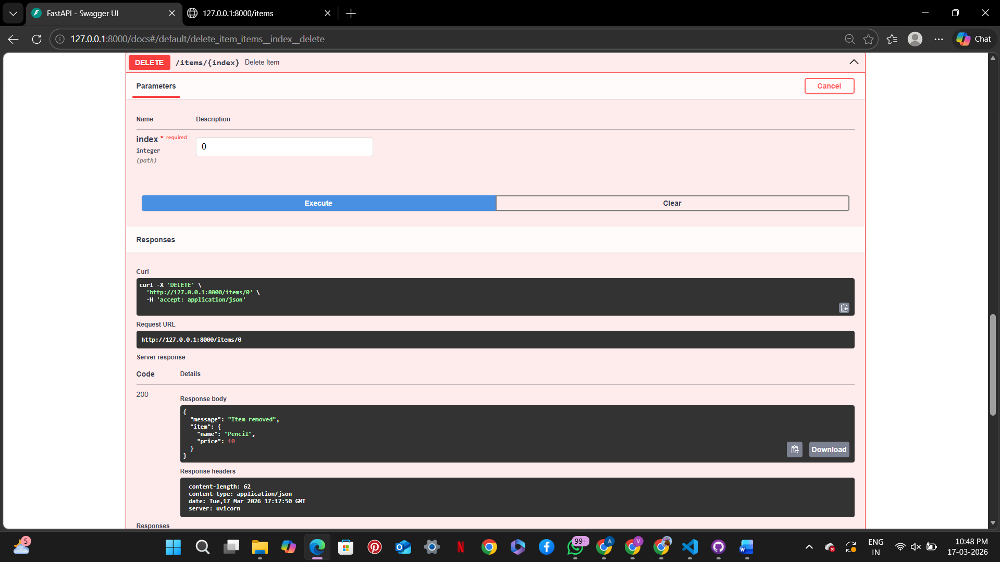 FastAPI - Swagger UI
127.0.0.1:8000/items
127.0.0.1:8000/docs#/default/delete_item_items__index__delete
Chat
DELETE /items/{index} Delete Item
Parameters
Cancel
Name Description
index * required
integer
(path)
0
Execute
Clear
Responses
Curl
curl -X 'DELETE' \
'http://127.0.0.1:8000/items/0' \
-H 'accept: application/json'
Request URL
http://127.0.0.1:8000/items/0
Server response
Code Details
200
Response body
{
"message": "Item removed",
"item": {
"name": "Pencil",
"price": 10
}
}
Download
Response headers
content-length: 62
content-type: application/json
date: Tue,17 Mar 2026 17:17:50 GMT
server: uvicorn
Responses
5
99+
A
V
ENG
IN
10:48 PM
17-03-2026